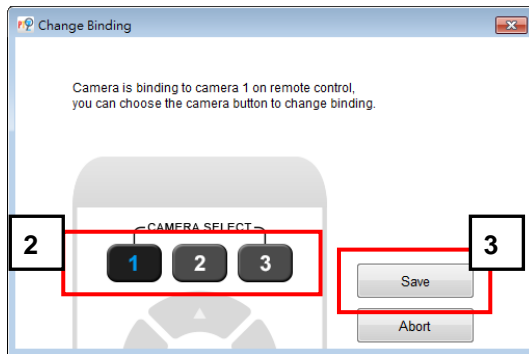 Change Binding
Camera is binding to camera 1 on remote control,
you can choose the camera button to change binding.
2
CAMERA SELECT
1 2 3
3
Save
Abort